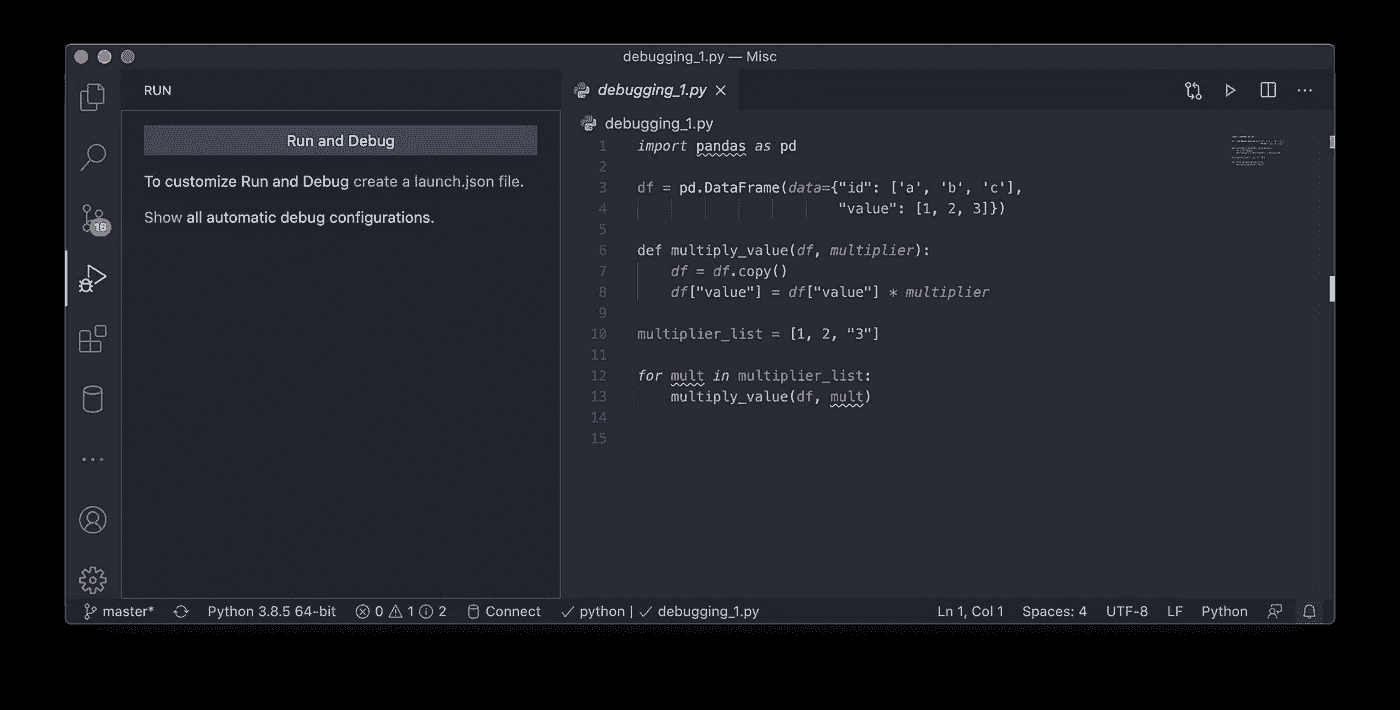 debugging_1.py — Misc
RUN
Run and Debug
To customize Run and Debug create a launch.json file.
Show all automatic debug configurations.
16
debugging_1.py
debugging_1.py
1 import pandas as pd
2
3 df = pd.DataFrame(data={"id": ['a', 'b', 'c'],
4 "value": [1, 2, 3]})
5
6 def multiply_value(df, multiplier):
7 df = df.copy()
8 df["value"] = df["value"] * multiplier
9
10 multiplier_list = [1, 2, "3"]
11
12 for mult in multiplier_list:
13 multiply_value(df, mult)
14
15
master* Python 3.8.5 64-bit 0 1 2 Connect python | debugging_1.py Ln 1, Col 1 Spaces: 4 UTF-8 LF Python